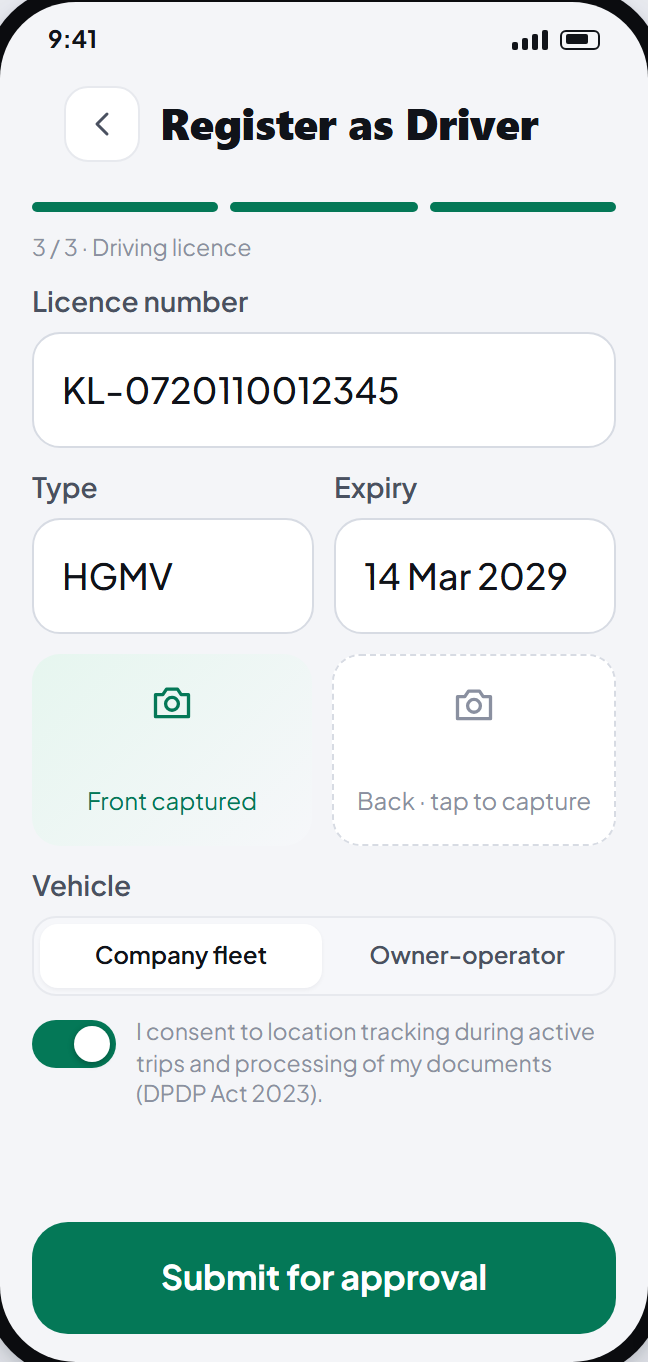 9:41
Register as Driver
3 / 3 · Driving licence
Licence number
KL-0720110012345
Type
Expiry
HGMV
14 Mar 2029
Front captured
Back · tap to capture
Vehicle
Company fleet
Owner-operator
I consent to location tracking during active
trips and processing of my documents
(DPDP Act 2023).
Submit for approval